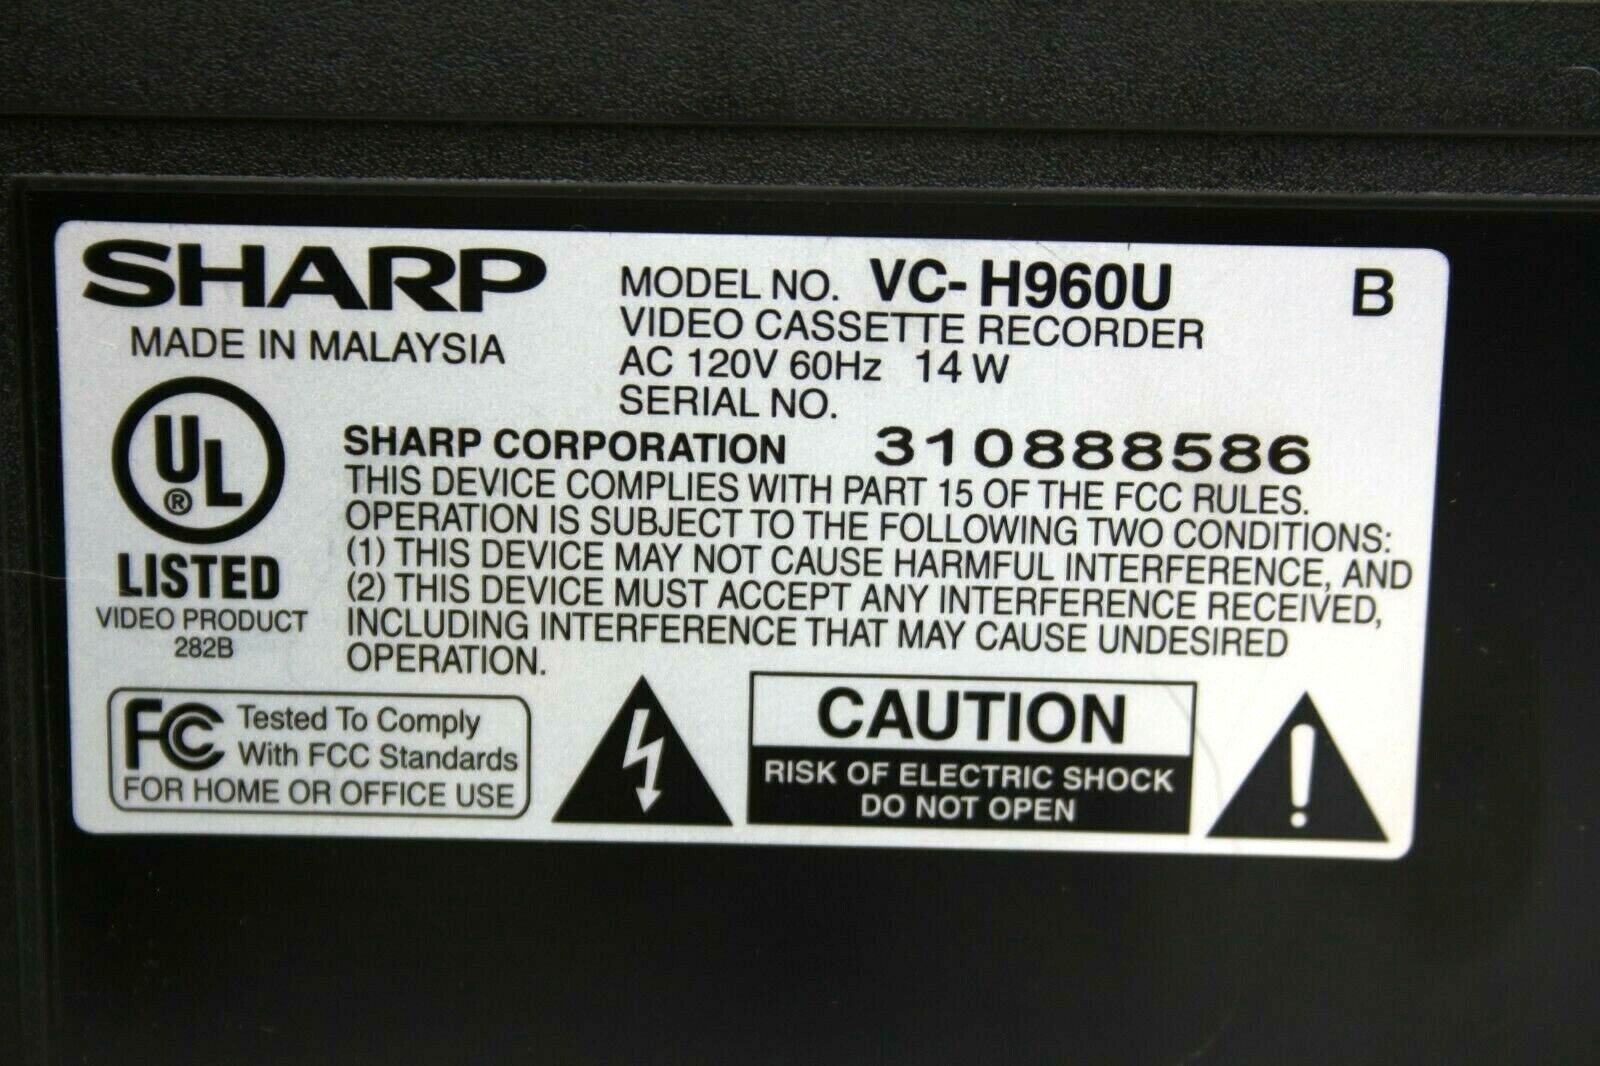 SHARP
MADE IN MALAYSIA
MODEL NO. VC-H960U B
VIDEO CASSETTE RECORDER
AC 120V 60Hz 14 W
SERIAL NO.
UL ®
LISTED
VIDEO PRODUCT
282B
SHARP CORPORATION 310888586
THIS DEVICE COMPLIES WITH PART 15 OF THE FCC RULES.
OPERATION IS SUBJECT TO THE FOLLOWING TWO CONDITIONS:
(1) THIS DEVICE MAY NOT CAUSE HARMFUL INTERFERENCE, AND
(2) THIS DEVICE MUST ACCEPT ANY INTERFERENCE RECEIVED,
INCLUDING INTERFERENCE THAT MAY CAUSE UNDESIRED
OPERATION.
FC Tested To Comply
With FCC Standards
FOR HOME OR OFFICE USE
CAUTION
RISK OF ELECTRIC SHOCK
DO NOT OPEN
!